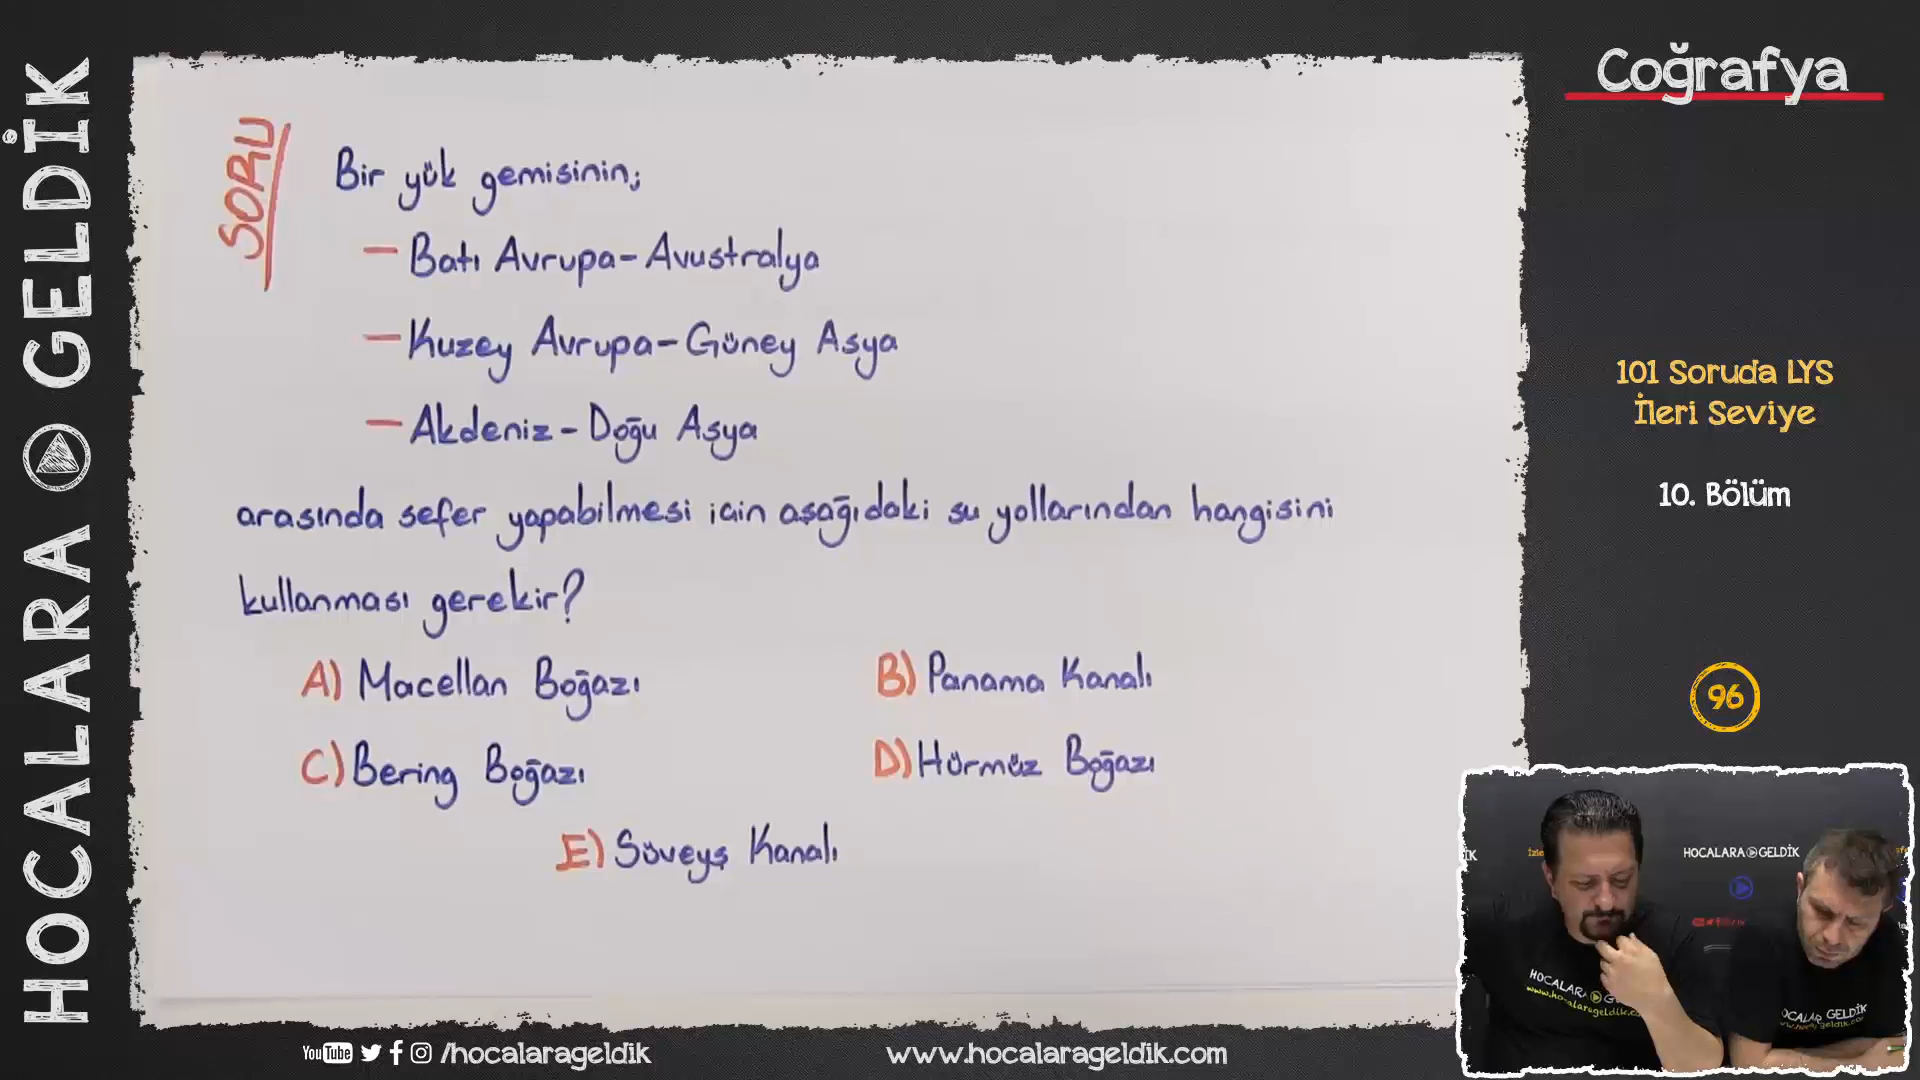 HOCALARA GELDİK
SORU
Bir yük gemisinin;
- Batı Avrupa-Avustralya
- Kuzey Avrupa-Güney Asya
- Akdeniz-Doğu Asya
arasında sefer yapabilmesi için aşağıdaki su yollarından hangisini
kullanması gerekir?
A) Macellan Boğazı
B) Panama Kanalı
C) Bering Boğazı
D) Hürmüz Boğazı
E) Süveyş Kanalı
Coğrafya
101 Soruda LYS
İleri Seviye
10. Bölüm
96
HOCALARA GELDİK
YouTube /hocalarageldik
www.hocalarageldik.com